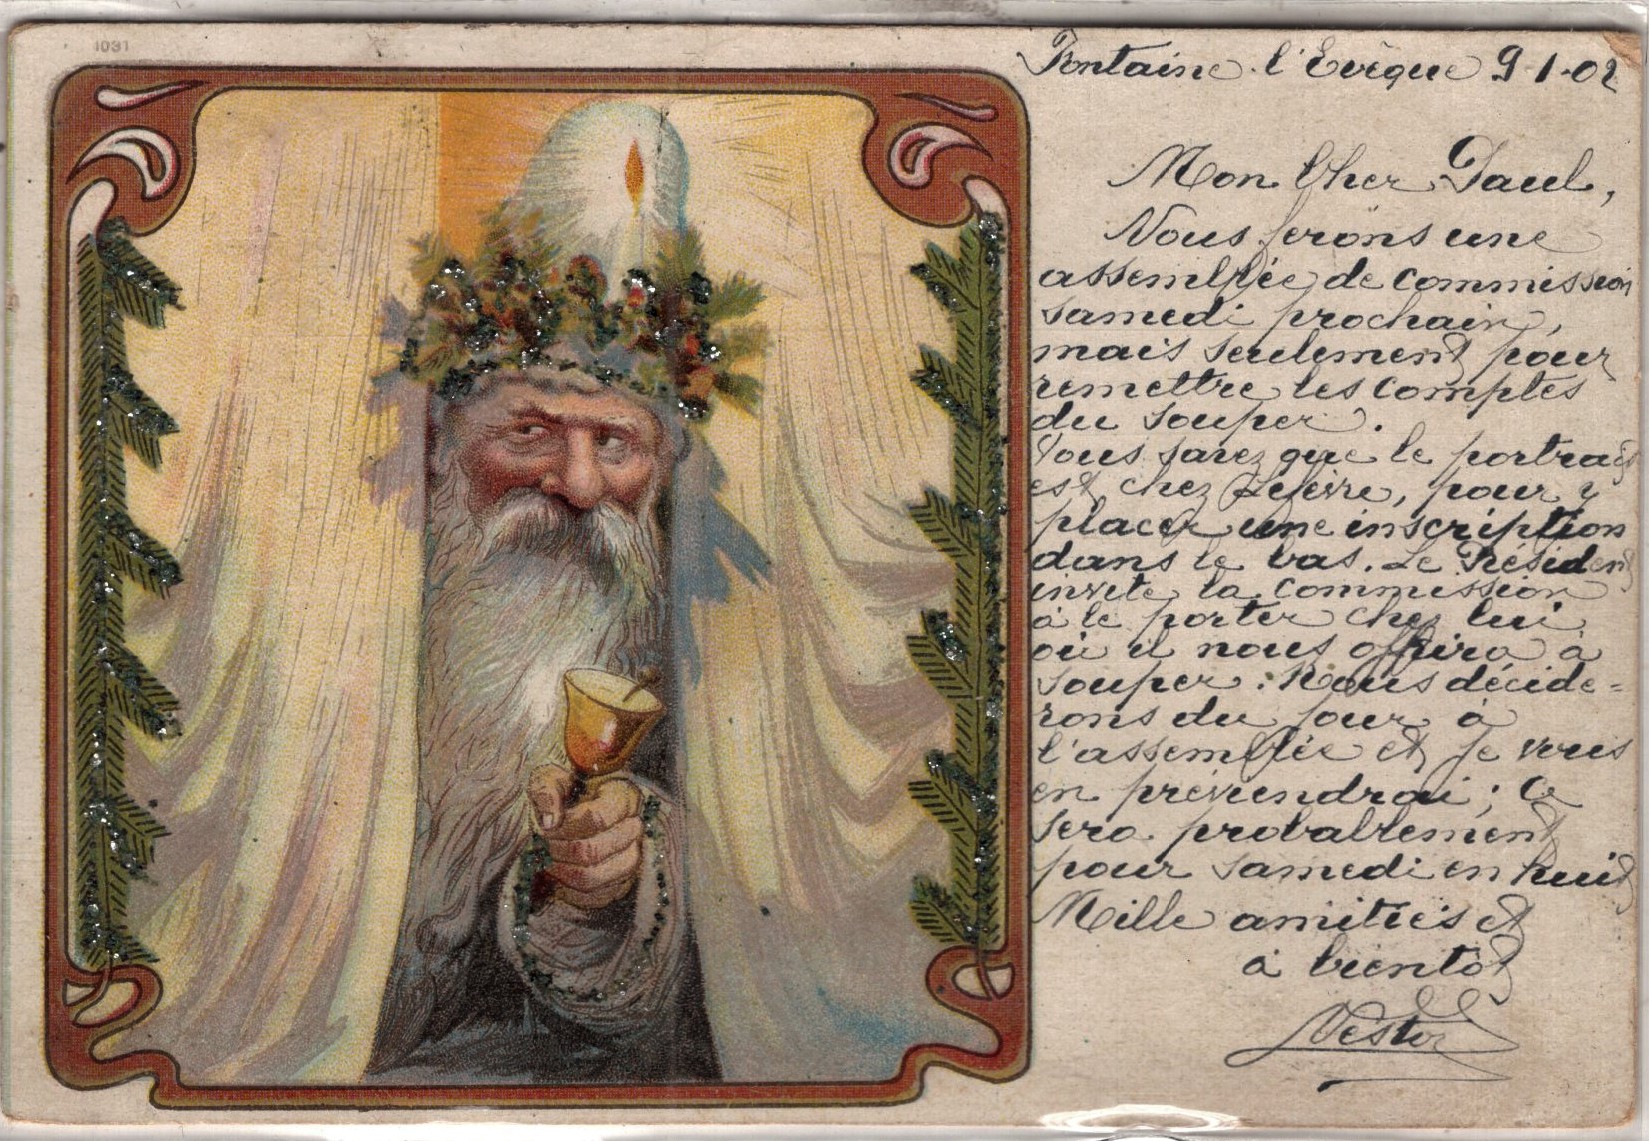 1031
Fontaine-l'Evêque 9-1-02
Mon Cher Paul,
Nous ferons une
assemblée de commission
samedi prochain,
mais seulement pour
remettre les comptes
du souper.
Vous savez que le portrait
est chez Lefèvre, pour y
placer une inscription
dans le bas. Le Président
invite la commission
à le porter chez lui
où il nous offrira à
souper. Nous décide=
rons du jour à
l'assemblée et je vous
en préviendrai; Ce
sera probablement
pour samedi en huit
Mille amitiés et
à bientôt
Nestor